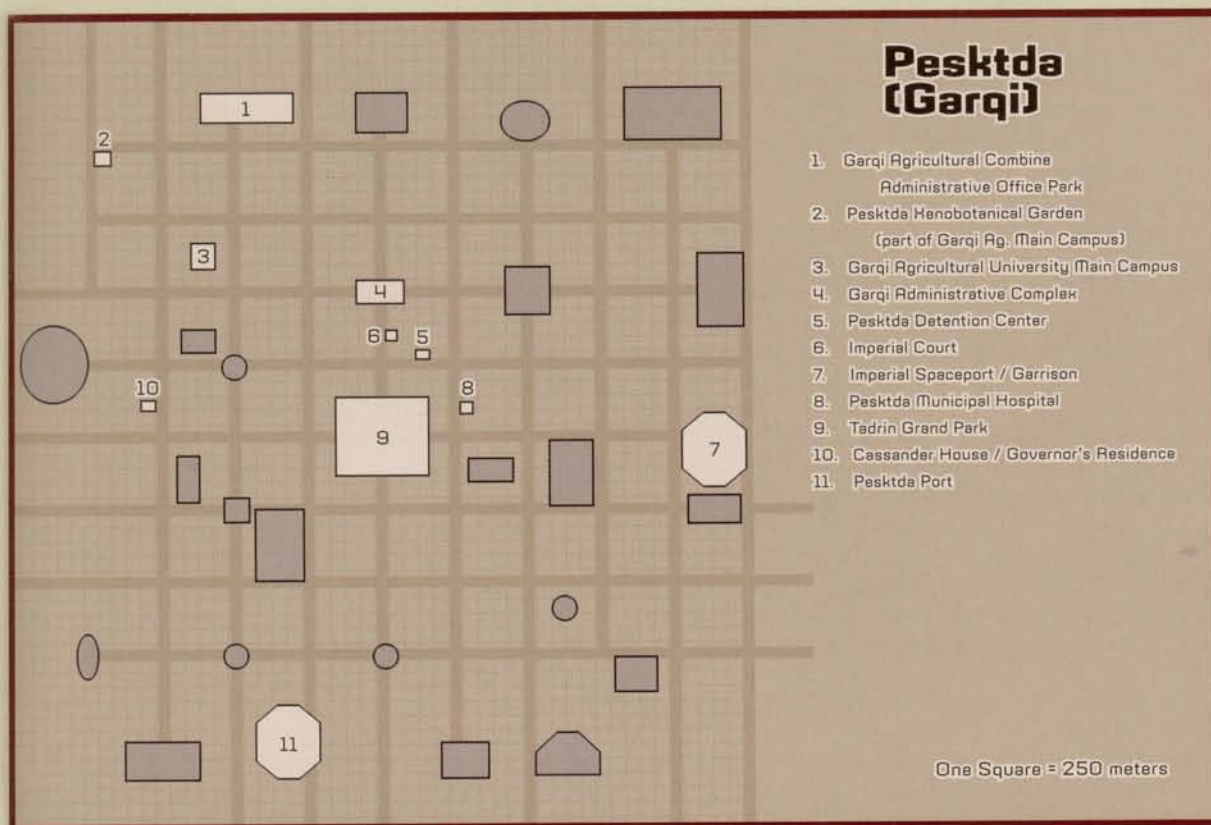 Pesktda
(Garqi)
1. Garqi Agricultural Combine
Administrative Office Park
2. Pesktda Xenobotanical Garden
(part of Garqi Ag. Main Campus)
3. Garqi Agricultural University Main Campus
4. Garqi Administrative Complex
5. Pesktda Detention Center
6. Imperial Court
7. Imperial Spaceport / Garrison
8. Pesktda Municipal Hospital
9. Tadrin Grand Park
10. Cassander House / Governor's Residence
11. Pesktda Port
One Square = 250 meters
1
2
3
4
6
5
10
8
9
7
11